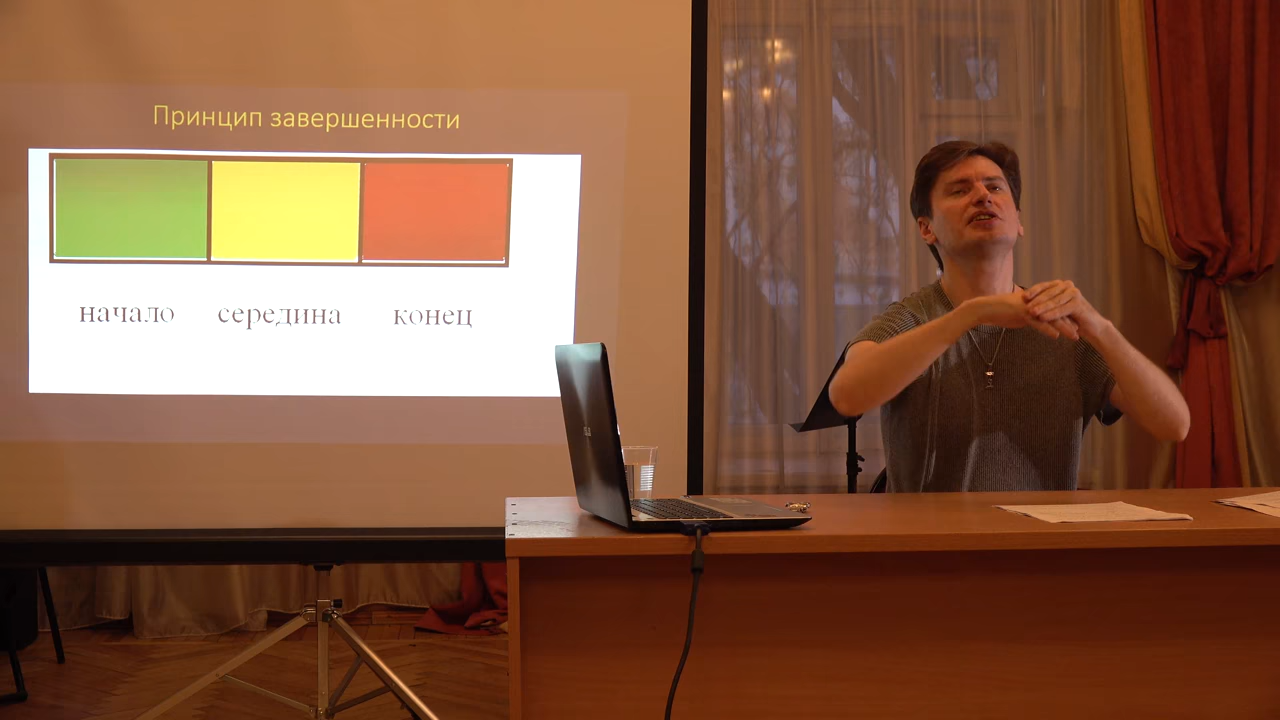 Принцип завершенности
начало середина конец